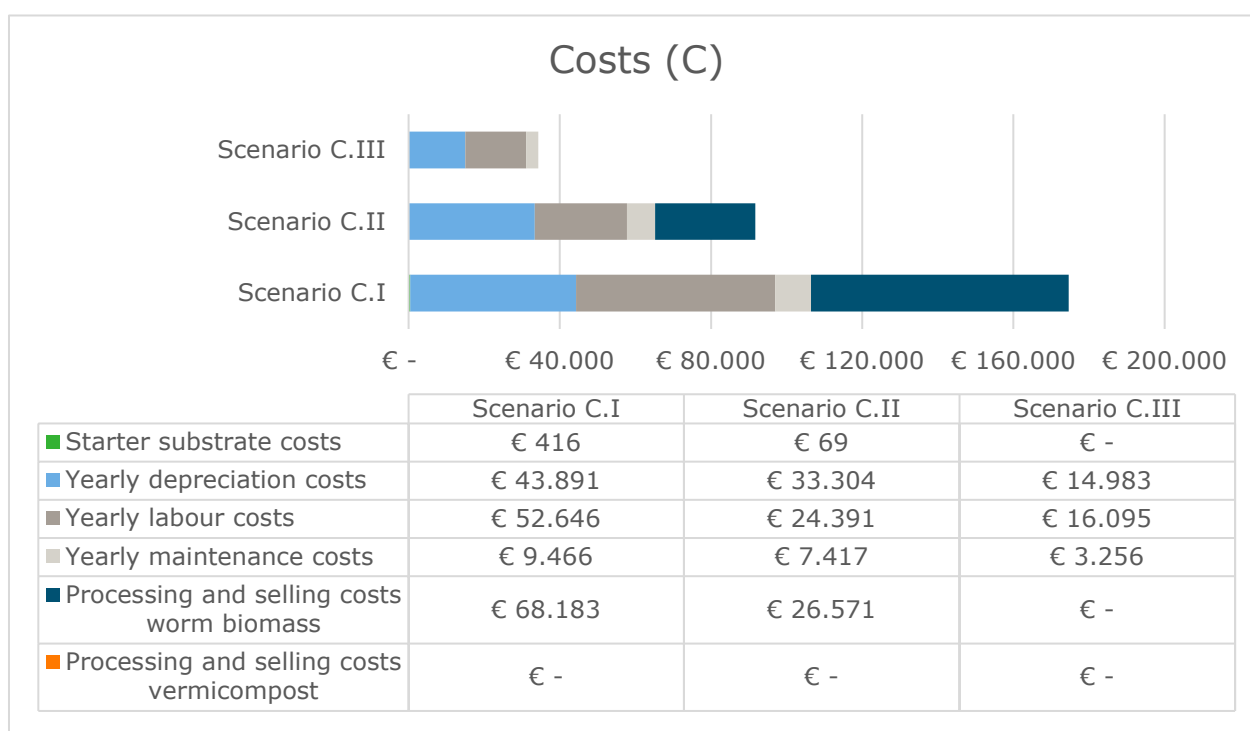 Costs (C)
Scenario C.III
Scenario C.II
Scenario C.I
€ - € 40.000 € 80.000 € 120.000 € 160.000 € 200.000
Scenario C.I Scenario C.II Scenario C.III
Starter substrate costs € 416 € 69 € -
Yearly depreciation costs € 43.891 € 33.304 € 14.983
Yearly labour costs € 52.646 € 24.391 € 16.095
Yearly maintenance costs € 9.466 € 7.417 € 3.256
Processing and selling costs
worm biomass € 68.183 € 26.571 € -
Processing and selling costs
vermicompost € - € - € -